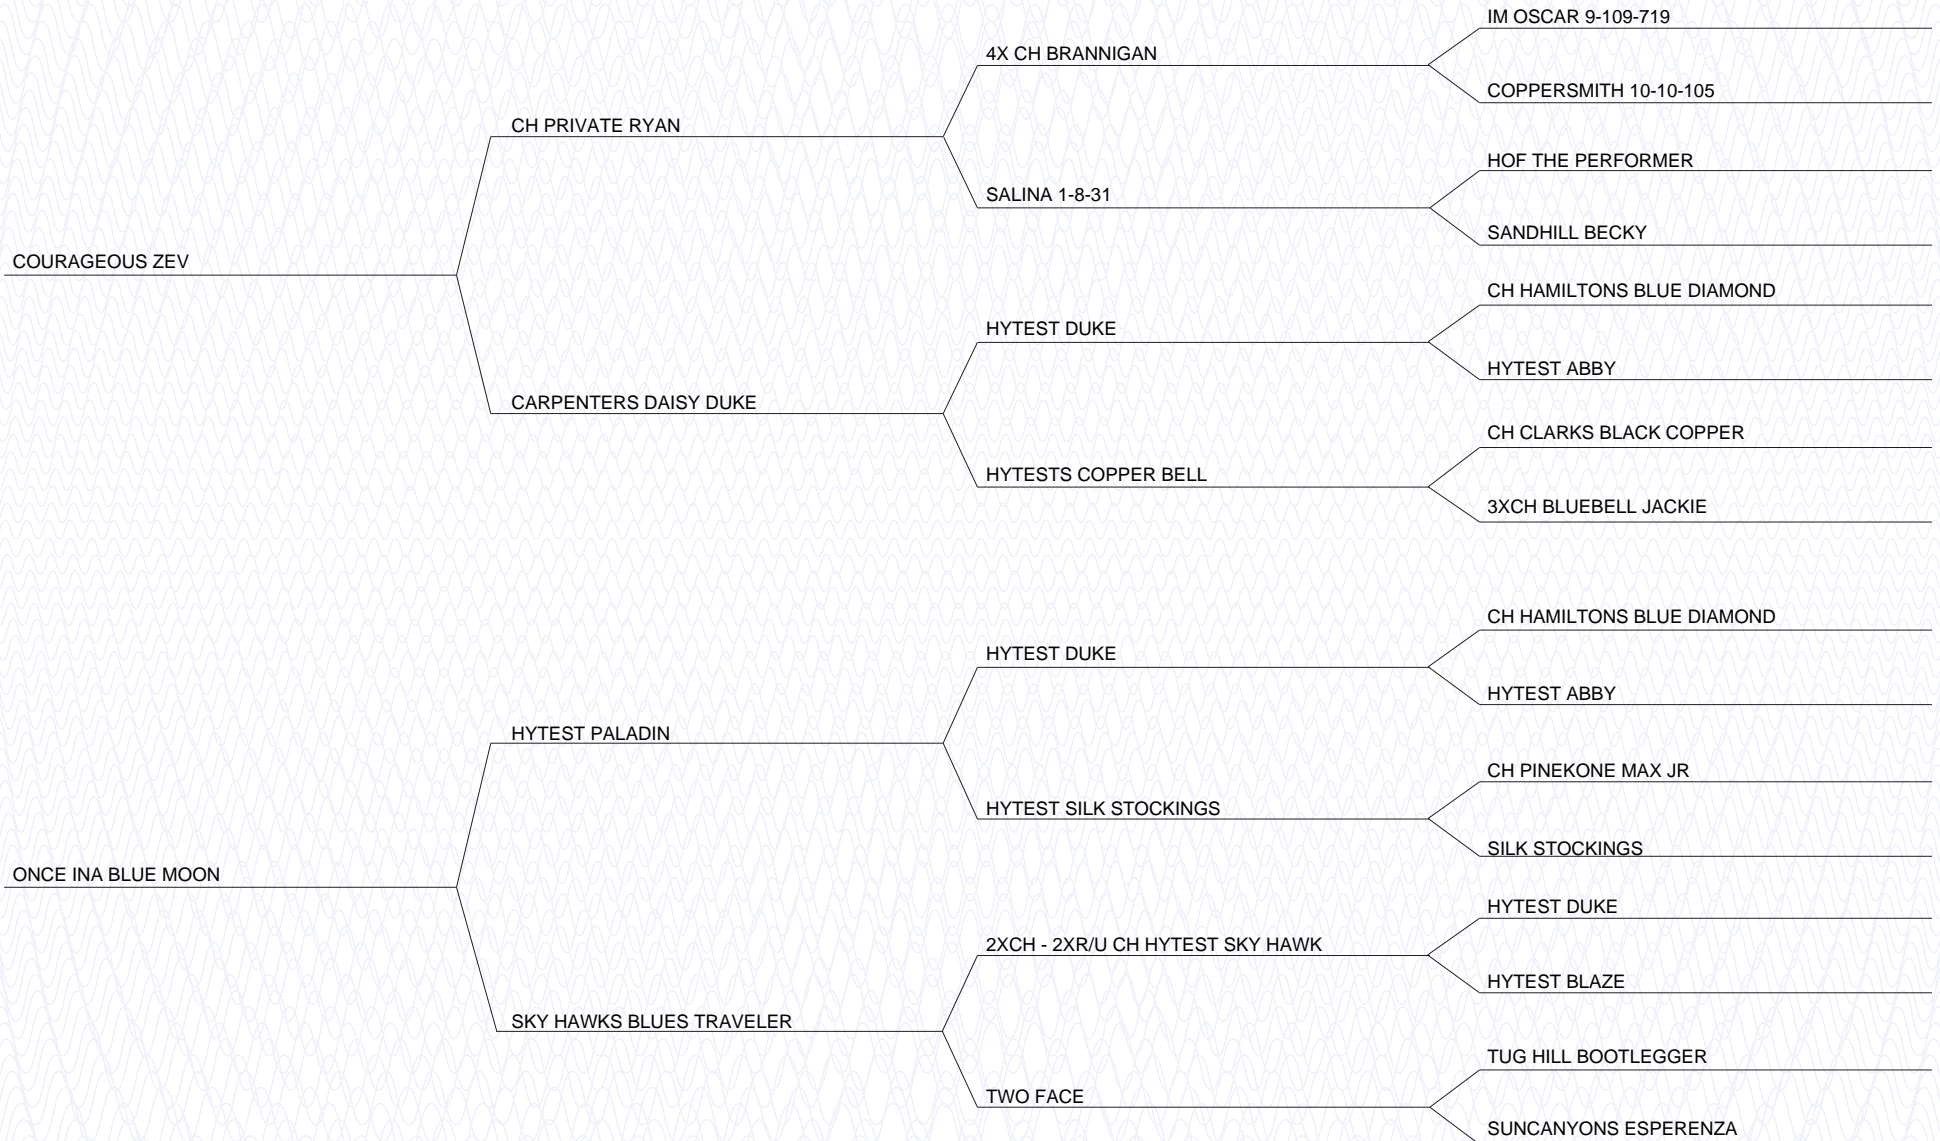 IM OSCAR 9-109-719
4X CH BRANNIGAN
COPPERSMITH 10-10-105
CH PRIVATE RYAN
HOF THE PERFORMER
SALINA 1-8-31
SANDHILL BECKY
COURAGEOUS ZEV
CH HAMILTONS BLUE DIAMOND
HYTEST DUKE
HYTEST ABBY
CARPENTERS DAISY DUKE
CH CLARKS BLACK COPPER
HYTESTS COPPER BELL
3XCH BLUEBELL JACKIE
CH HAMILTONS BLUE DIAMOND
HYTEST DUKE
HYTEST ABBY
HYTEST PALADIN
CH PINEKONE MAX JR
HYTEST SILK STOCKINGS
SILK STOCKINGS
ONCE INA BLUE MOON
HYTEST DUKE
2XCH - 2XR/U CH HYTEST SKY HAWK
HYTEST BLAZE
SKY HAWKS BLUES TRAVELER
TUG HILL BOOTLEGGER
TWO FACE
SUNCANYONS ESPERENZA